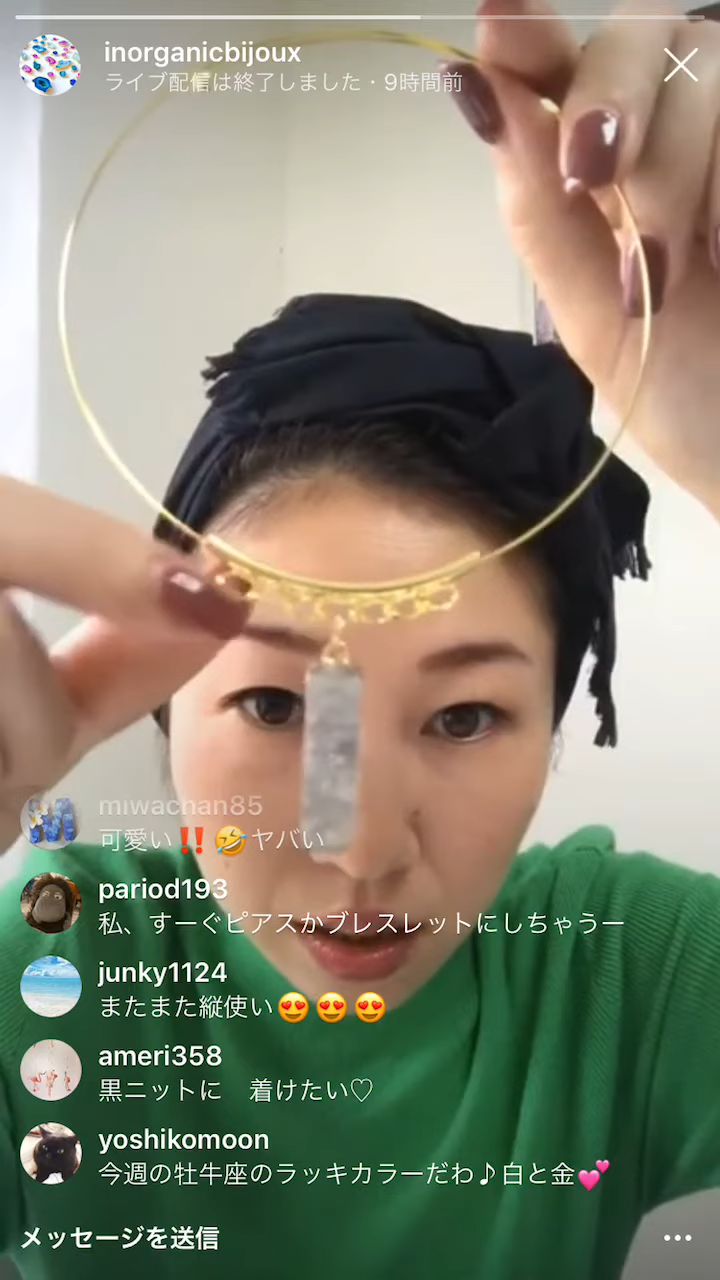 inorganicbijoux
ライブ配信は終了しました・9時間前
miwachan85
可愛い‼️🤣ヤバい
pariod193
私、すーぐピアスかブレスレットにしちゃうー
junky1124
またまた縦使い😍😍😍
ameri358
黒ニットに　着けたい♡
yoshikomoon
今週の牡牛座のラッキカラーだわ♪白と金💕
メッセージを送信